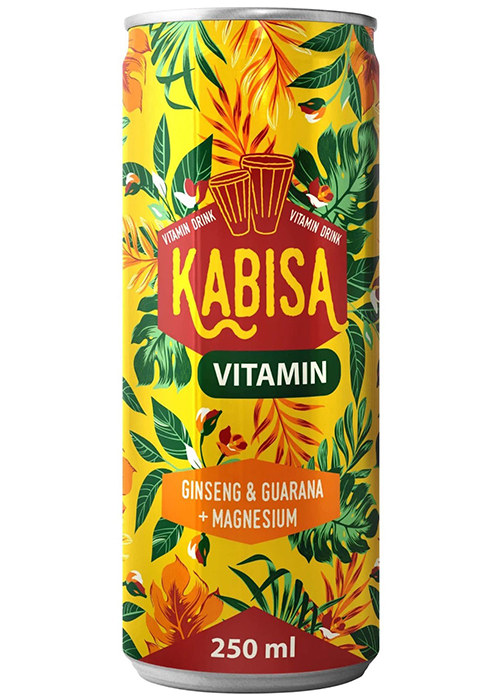 VITAMIN DRINK
VITAMIN DRINK
KABISA
VITAMIN
GINSENG & GUARANA
+ MAGNESIUM
250 ml